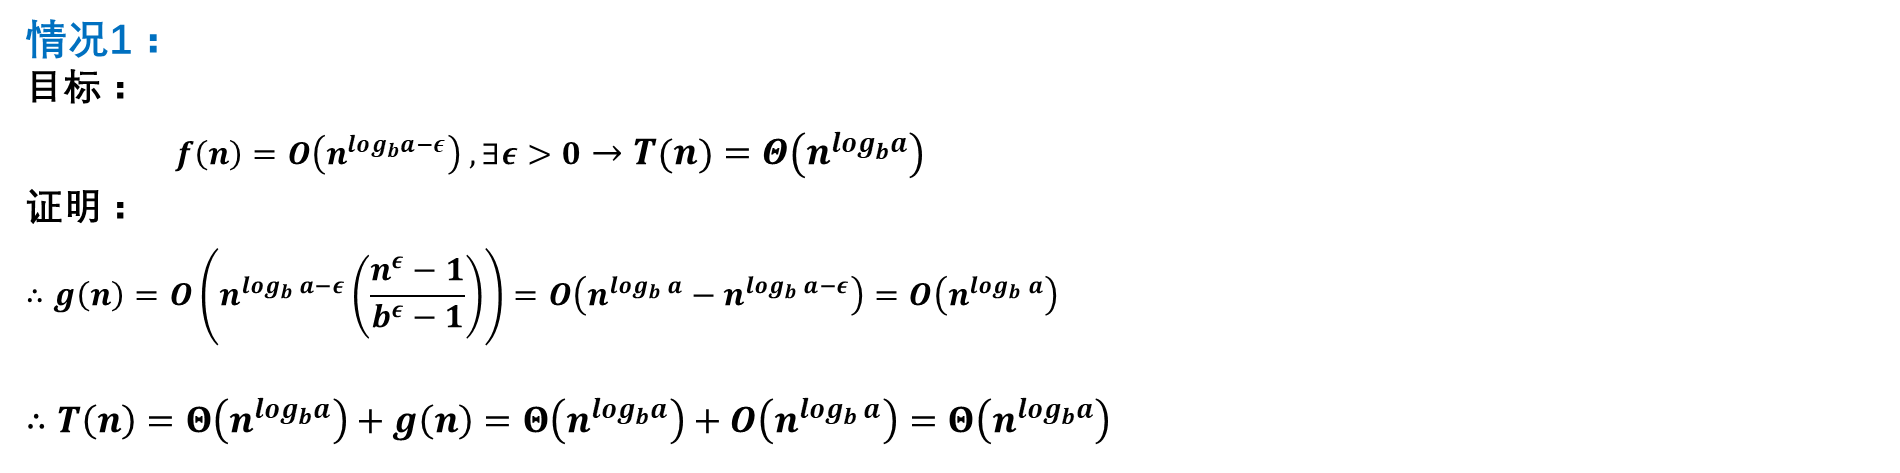 情况1：
目标：
f(n) = O(n^{log_b a−ϵ}) , ∃ϵ > 0 → T(n) = Θ(n^{log_b a})
证明：
∴ g(n) = O(n^{log_b a−ϵ}((n^ϵ − 1)/(b^ϵ − 1))) = O(n^{log_b a} − n^{log_b a−ϵ}) = O(n^{log_b a})
∴ T(n) = Θ(n^{log_b a}) + g(n) = Θ(n^{log_b a}) + O(n^{log_b a}) = Θ(n^{log_b a})